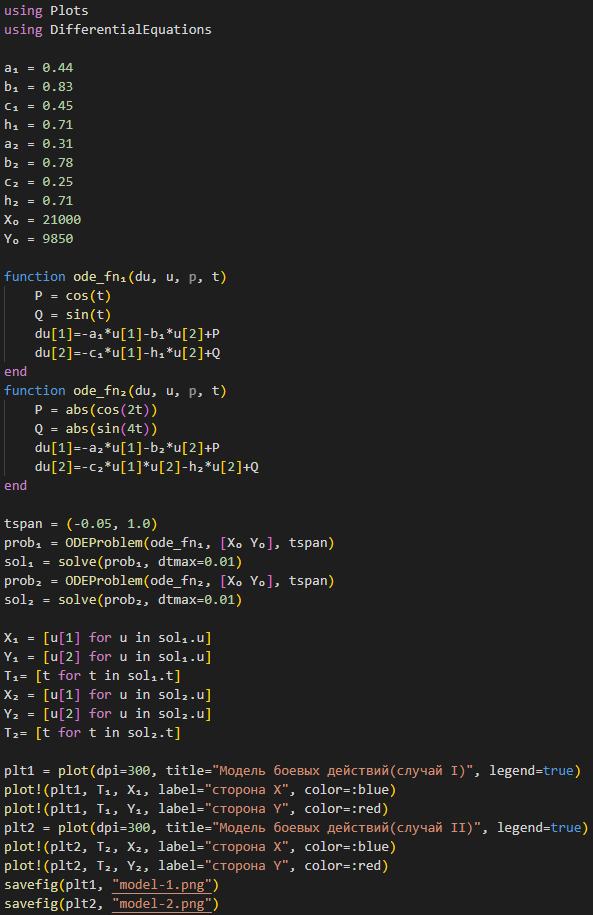 using Plots
using DifferentialEquations

a₁ = 0.44
b₁ = 0.83
c₁ = 0.45
h₁ = 0.71
a₂ = 0.31
b₂ = 0.78
c₂ = 0.25
h₂ = 0.71
X₀ = 21000
Y₀ = 9850

function ode_fn₁(du, u, p, t)
    P = cos(t)
    Q = sin(t)
    du[1]=-a₁*u[1]-b₁*u[2]+P
    du[2]=-c₁*u[1]-h₁*u[2]+Q
end
function ode_fn₂(du, u, p, t)
    P = abs(cos(2t))
    Q = abs(sin(4t))
    du[1]=-a₂*u[1]-b₂*u[2]+P
    du[2]=-c₂*u[1]*u[2]-h₂*u[2]+Q
end

tspan = (-0.05, 1.0)
prob₁ = ODEProblem(ode_fn₁, [X₀ Y₀], tspan)
sol₁ = solve(prob₁, dtmax=0.01)
prob₂ = ODEProblem(ode_fn₂, [X₀ Y₀], tspan)
sol₂ = solve(prob₂, dtmax=0.01)

X₁ = [u[1] for u in sol₁.u]
Y₁ = [u[2] for u in sol₁.u]
T₁= [t for t in sol₁.t]
X₂ = [u[1] for u in sol₂.u]
Y₂ = [u[2] for u in sol₂.u]
T₂= [t for t in sol₂.t]

plt1 = plot(dpi=300, title="Модель боевых действий(случай I)", legend=true)
plot!(plt1, T₁, X₁, label="сторона X", color=:blue)
plot!(plt1, T₁, Y₁, label="сторона Y", color=:red)
plt2 = plot(dpi=300, title="Модель боевых действий(случай II)", legend=true)
plot!(plt2, T₂, X₂, label="сторона X", color=:blue)
plot!(plt2, T₂, Y₂, label="сторона Y", color=:red)
savefig(plt1, "model-1.png")
savefig(plt2, "model-2.png")